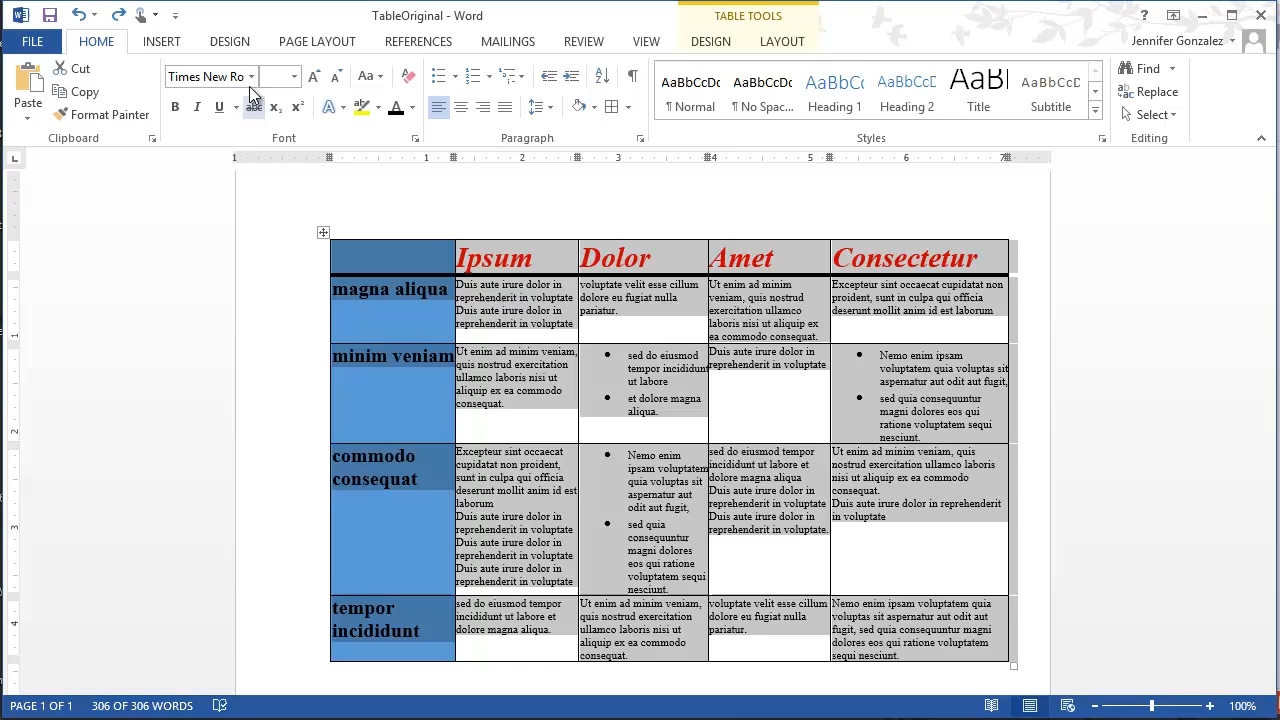 TableOriginal - Word
TABLE TOOLS
FILE HOME INSERT DESIGN PAGE LAYOUT REFERENCES MAILINGS REVIEW VIEW DESIGN LAYOUT Jennifer Gonzalez
Paste
Cut
Copy
Format Painter
Clipboard
Times New Ro
Font
Paragraph
AaBbCcDc AaBbCcDc AaBbCc AaBbCcD AaBl AaBbCcD
¶ Normal ¶ No Spac... Heading 1 Heading 2 Title Subtitle
Styles
Find
Replace
Select
Editing
1 1 2 3 4 5 6 7
Ipsum Dolor Amet Consectetur
magna aliqua
Duis aute irure dolor in
reprehenderit in voluptate
Duis aute irure dolor in
reprehenderit in voluptate
voluptate velit esse cillum
dolore eu fugiat nulla
pariatur.
Ut enim ad minim
veniam, quis nostrud
exercitation ullamco
laboris nisi ut aliquip ex
ea commodo consequat.
Excepteur sint occaecat cupidatat non
proident, sunt in culpa qui officia
deserunt mollit anim id est laborum
minim veniam
Ut enim ad minim veniam,
quis nostrud exercitation
ullamco laboris nisi ut
aliquip ex ea commodo
consequat.
• sed do eiusmod
tempor incididunt
ut labore
• et dolore magna
aliqua.
Duis aute irure dolor in
reprehenderit in voluptate
• Nemo enim ipsam
voluptatem quia voluptas sit
aspernatur aut odit aut fugit,
• sed quia consequuntur
magni dolores eos qui
ratione voluptatem sequi
nesciunt.
commodo
consequat
Excepteur sint occaecat
cupidatat non proident,
sunt in culpa qui officia
deserunt mollit anim id est
laborum
Duis aute irure dolor in
reprehenderit in voluptate
Duis aute irure dolor in
reprehenderit in voluptate
Duis aute irure dolor in
reprehenderit in voluptate
• Nemo enim
ipsam voluptatem
quia voluptas sit
aspernatur aut
odit aut fugit,
• sed quia
consequuntur
magni dolores
eos qui ratione
voluptatem sequi
nesciunt.
sed do eiusmod tempor
incididunt ut labore et
dolore magna aliqua
Duis aute irure dolor in
reprehenderit in voluptate
Duis aute irure dolor in
reprehenderit in voluptate.
Ut enim ad minim veniam, quis
nostrud exercitation ullamco laboris
nisi ut aliquip ex ea commodo
consequat.
Duis aute irure dolor in reprehenderit
in voluptate
tempor
incididunt
sed do eiusmod tempor
incididunt ut labore et
dolore magna aliqua.
Ut enim ad minim veniam,
quis nostrud exercitation
ullamco laboris nisi ut
aliquip ex ea commodo
consequat.
voluptate velit esse cillum
dolore eu fugiat nulla
pariatur.
Nemo enim ipsam voluptatem quia
voluptas sit aspernatur aut odit aut
fugit, sed quia consequuntur magni
dolores eos qui ratione voluptatem
sequi nesciunt.
PAGE 1 OF 1 306 OF 306 WORDS 100%